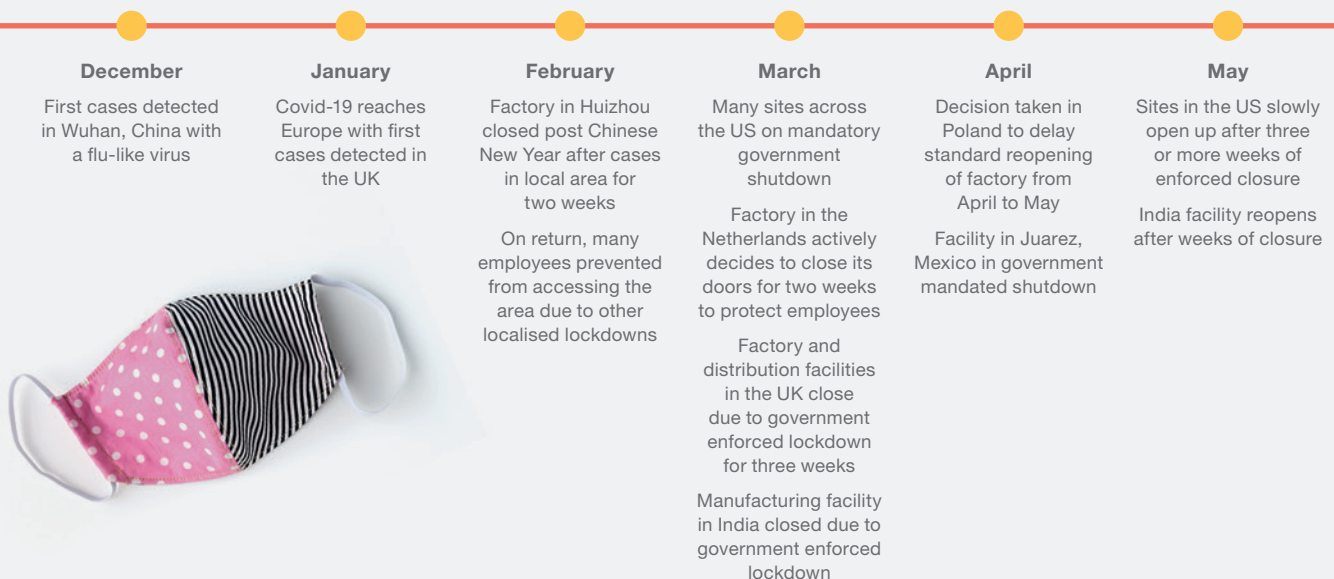 December
First cases detected
in Wuhan, China with
a flu-like virus
January
Covid-19 reaches
Europe with first
cases detected in
the UK
February
Factory in Huizhou
closed post Chinese
New Year after cases
in local area for
two weeks
On return, many
employees prevented
from accessing the
area due to other
localised lockdowns
March
Many sites across
the US on mandatory
government
shutdown
Factory in the
Netherlands actively
decides to close its
doors for two weeks
to protect employees
Factory and
distribution facilities
in the UK close
due to government
enforced lockdown
for three weeks
Manufacturing facility
in India closed due to
government enforced
lockdown
April
Decision taken in
Poland to delay
standard reopening
of factory from
April to May
Facility in Juarez,
Mexico in government
mandated shutdown
May
Sites in the US slowly
open up after three
or more weeks of
enforced closure
India facility reopens
after weeks of closure